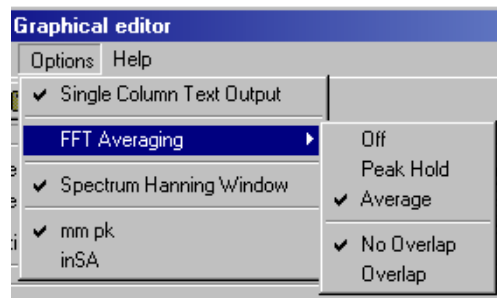 Graphical editor
Options Help
Single Column Text Output
FFT Averaging
Spectrum Hanning Window
mm pk
inSA
Off
Peak Hold
Average
No Overlap
Overlap